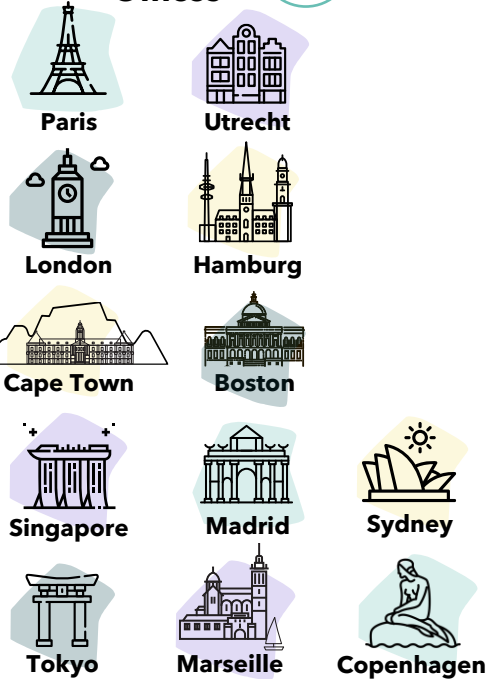 Paris
Utrecht
London
Hamburg
Cape Town
Boston
Singapore
Madrid
Sydney
Tokyo
Marseille
Copenhagen